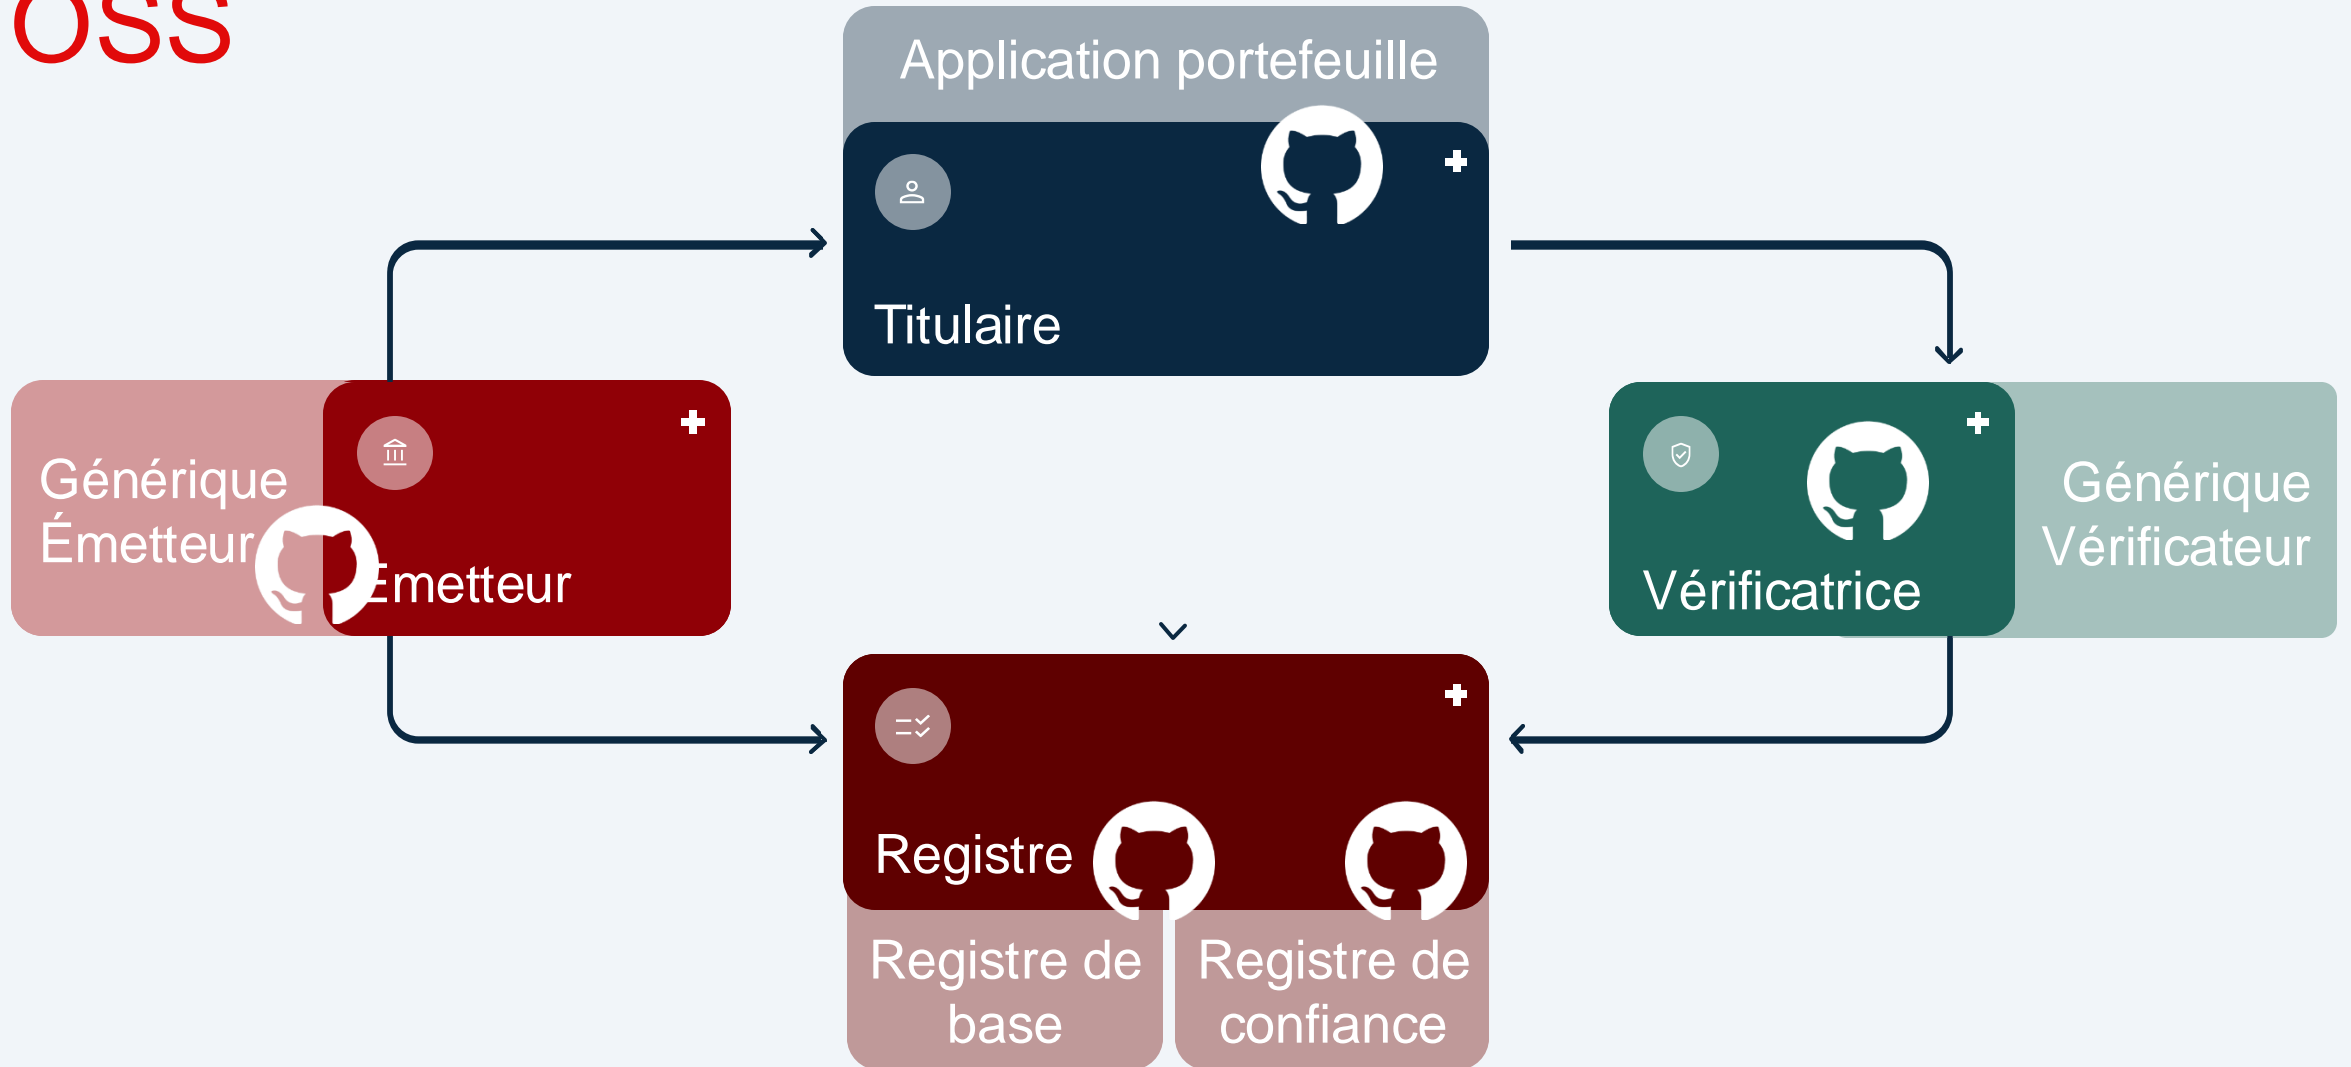 OSS
Application portefeuille
Titulaire
Générique
Émetteur
Émetteur
Générique
Vérificateur
Vérificatrice
Registre
Registre de
base
Registre de
confiance